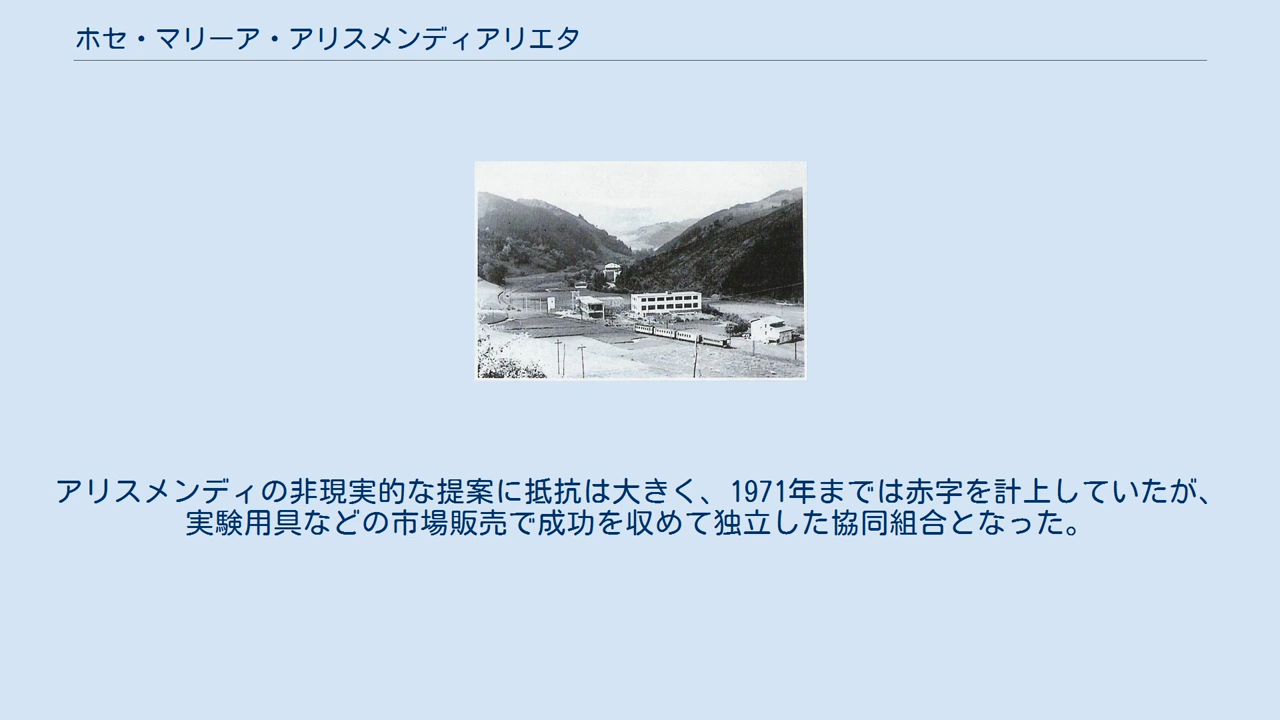 ホセ・マリーア・アリスメンディアリエタ
アリスメンディの非現実的な提案に抵抗は大きく、1971年までは赤字を計上していたが、
実験用具などの市場販売で成功を収めて独立した協同組合となった。